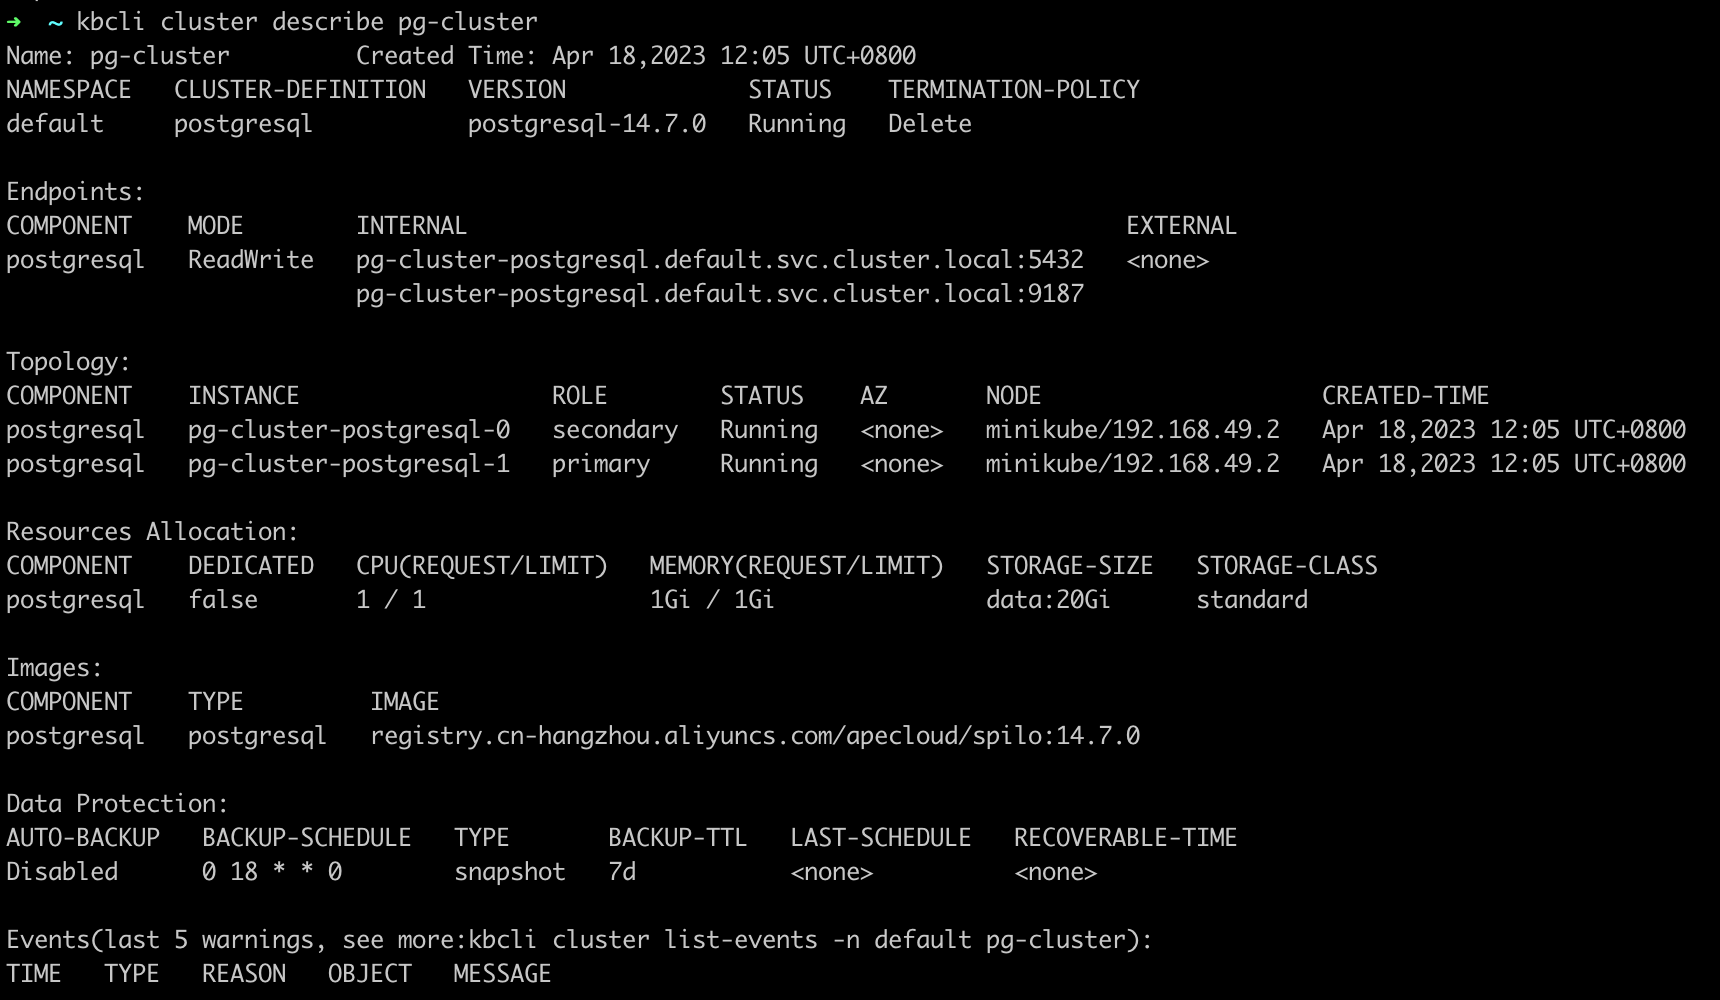 ➜  ~ kbcli cluster describe pg-cluster
Name: pg-cluster         Created Time: Apr 18,2023 12:05 UTC+0800
NAMESPACE   CLUSTER-DEFINITION   VERSION             STATUS    TERMINATION-POLICY
default     postgresql           postgresql-14.7.0   Running   Delete

Endpoints:
COMPONENT    MODE        INTERNAL                                               EXTERNAL
postgresql   ReadWrite   pg-cluster-postgresql.default.svc.cluster.local:5432   <none>
                         pg-cluster-postgresql.default.svc.cluster.local:9187

Topology:
COMPONENT    INSTANCE                  ROLE        STATUS    AZ       NODE                    CREATED-TIME
postgresql   pg-cluster-postgresql-0   secondary   Running   <none>   minikube/192.168.49.2   Apr 18,2023 12:05 UTC+0800
postgresql   pg-cluster-postgresql-1   primary     Running   <none>   minikube/192.168.49.2   Apr 18,2023 12:05 UTC+0800

Resources Allocation:
COMPONENT    DEDICATED   CPU(REQUEST/LIMIT)   MEMORY(REQUEST/LIMIT)   STORAGE-SIZE   STORAGE-CLASS
postgresql   false       1 / 1                1Gi / 1Gi               data:20Gi      standard

Images:
COMPONENT    TYPE         IMAGE
postgresql   postgresql   registry.cn-hangzhou.aliyuncs.com/apecloud/spilo:14.7.0

Data Protection:
AUTO-BACKUP   BACKUP-SCHEDULE   TYPE       BACKUP-TTL   LAST-SCHEDULE   RECOVERABLE-TIME
Disabled      0 18 * * 0        snapshot   7d           <none>          <none>

Events(last 5 warnings, see more:kbcli cluster list-events -n default pg-cluster):
TIME   TYPE   REASON   OBJECT   MESSAGE